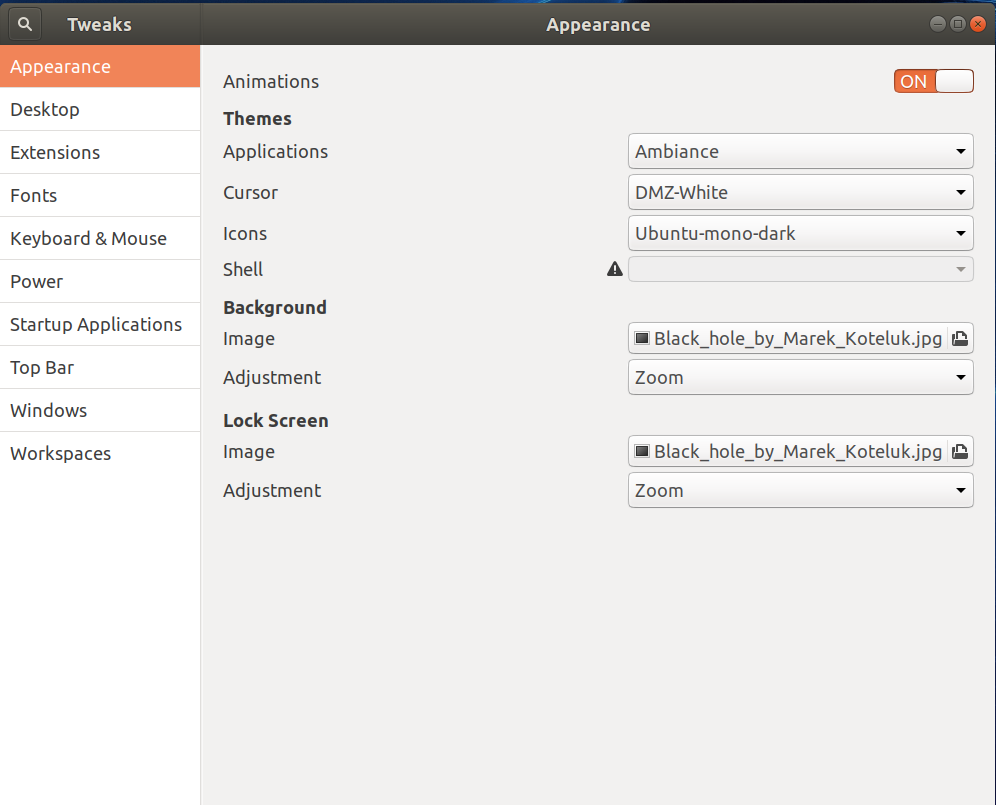 Tweaks
Appearance
Appearance
Desktop
Extensions
Fonts
Keyboard & Mouse
Power
Startup Applications
Top Bar
Windows
Workspaces
Animations ON
Themes
Applications Ambiance
Cursor DMZ-White
Icons Ubuntu-mono-dark
Shell
Background
Image Black_hole_by_Marek_Koteluk.jpg
Adjustment Zoom
Lock Screen
Image Black_hole_by_Marek_Koteluk.jpg
Adjustment Zoom